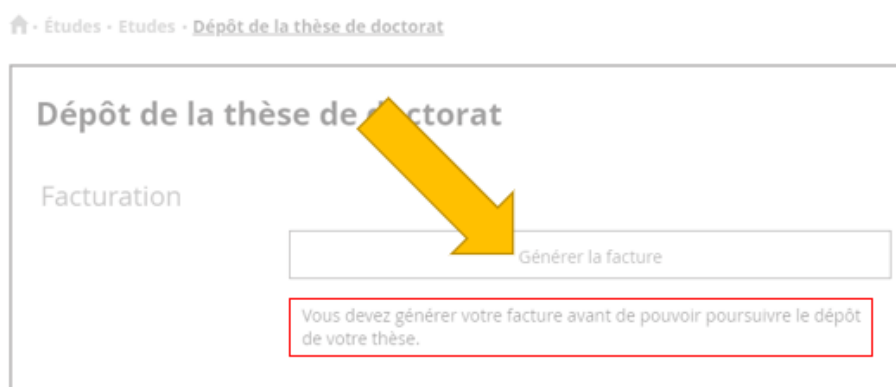 · Études · Etudes · Dépôt de la thèse de doctorat
Dépôt de la thèse de doctorat
Facturation
Générer la facture
Vous devez générer votre facture avant de pouvoir poursuivre le dépôt
de votre thèse.